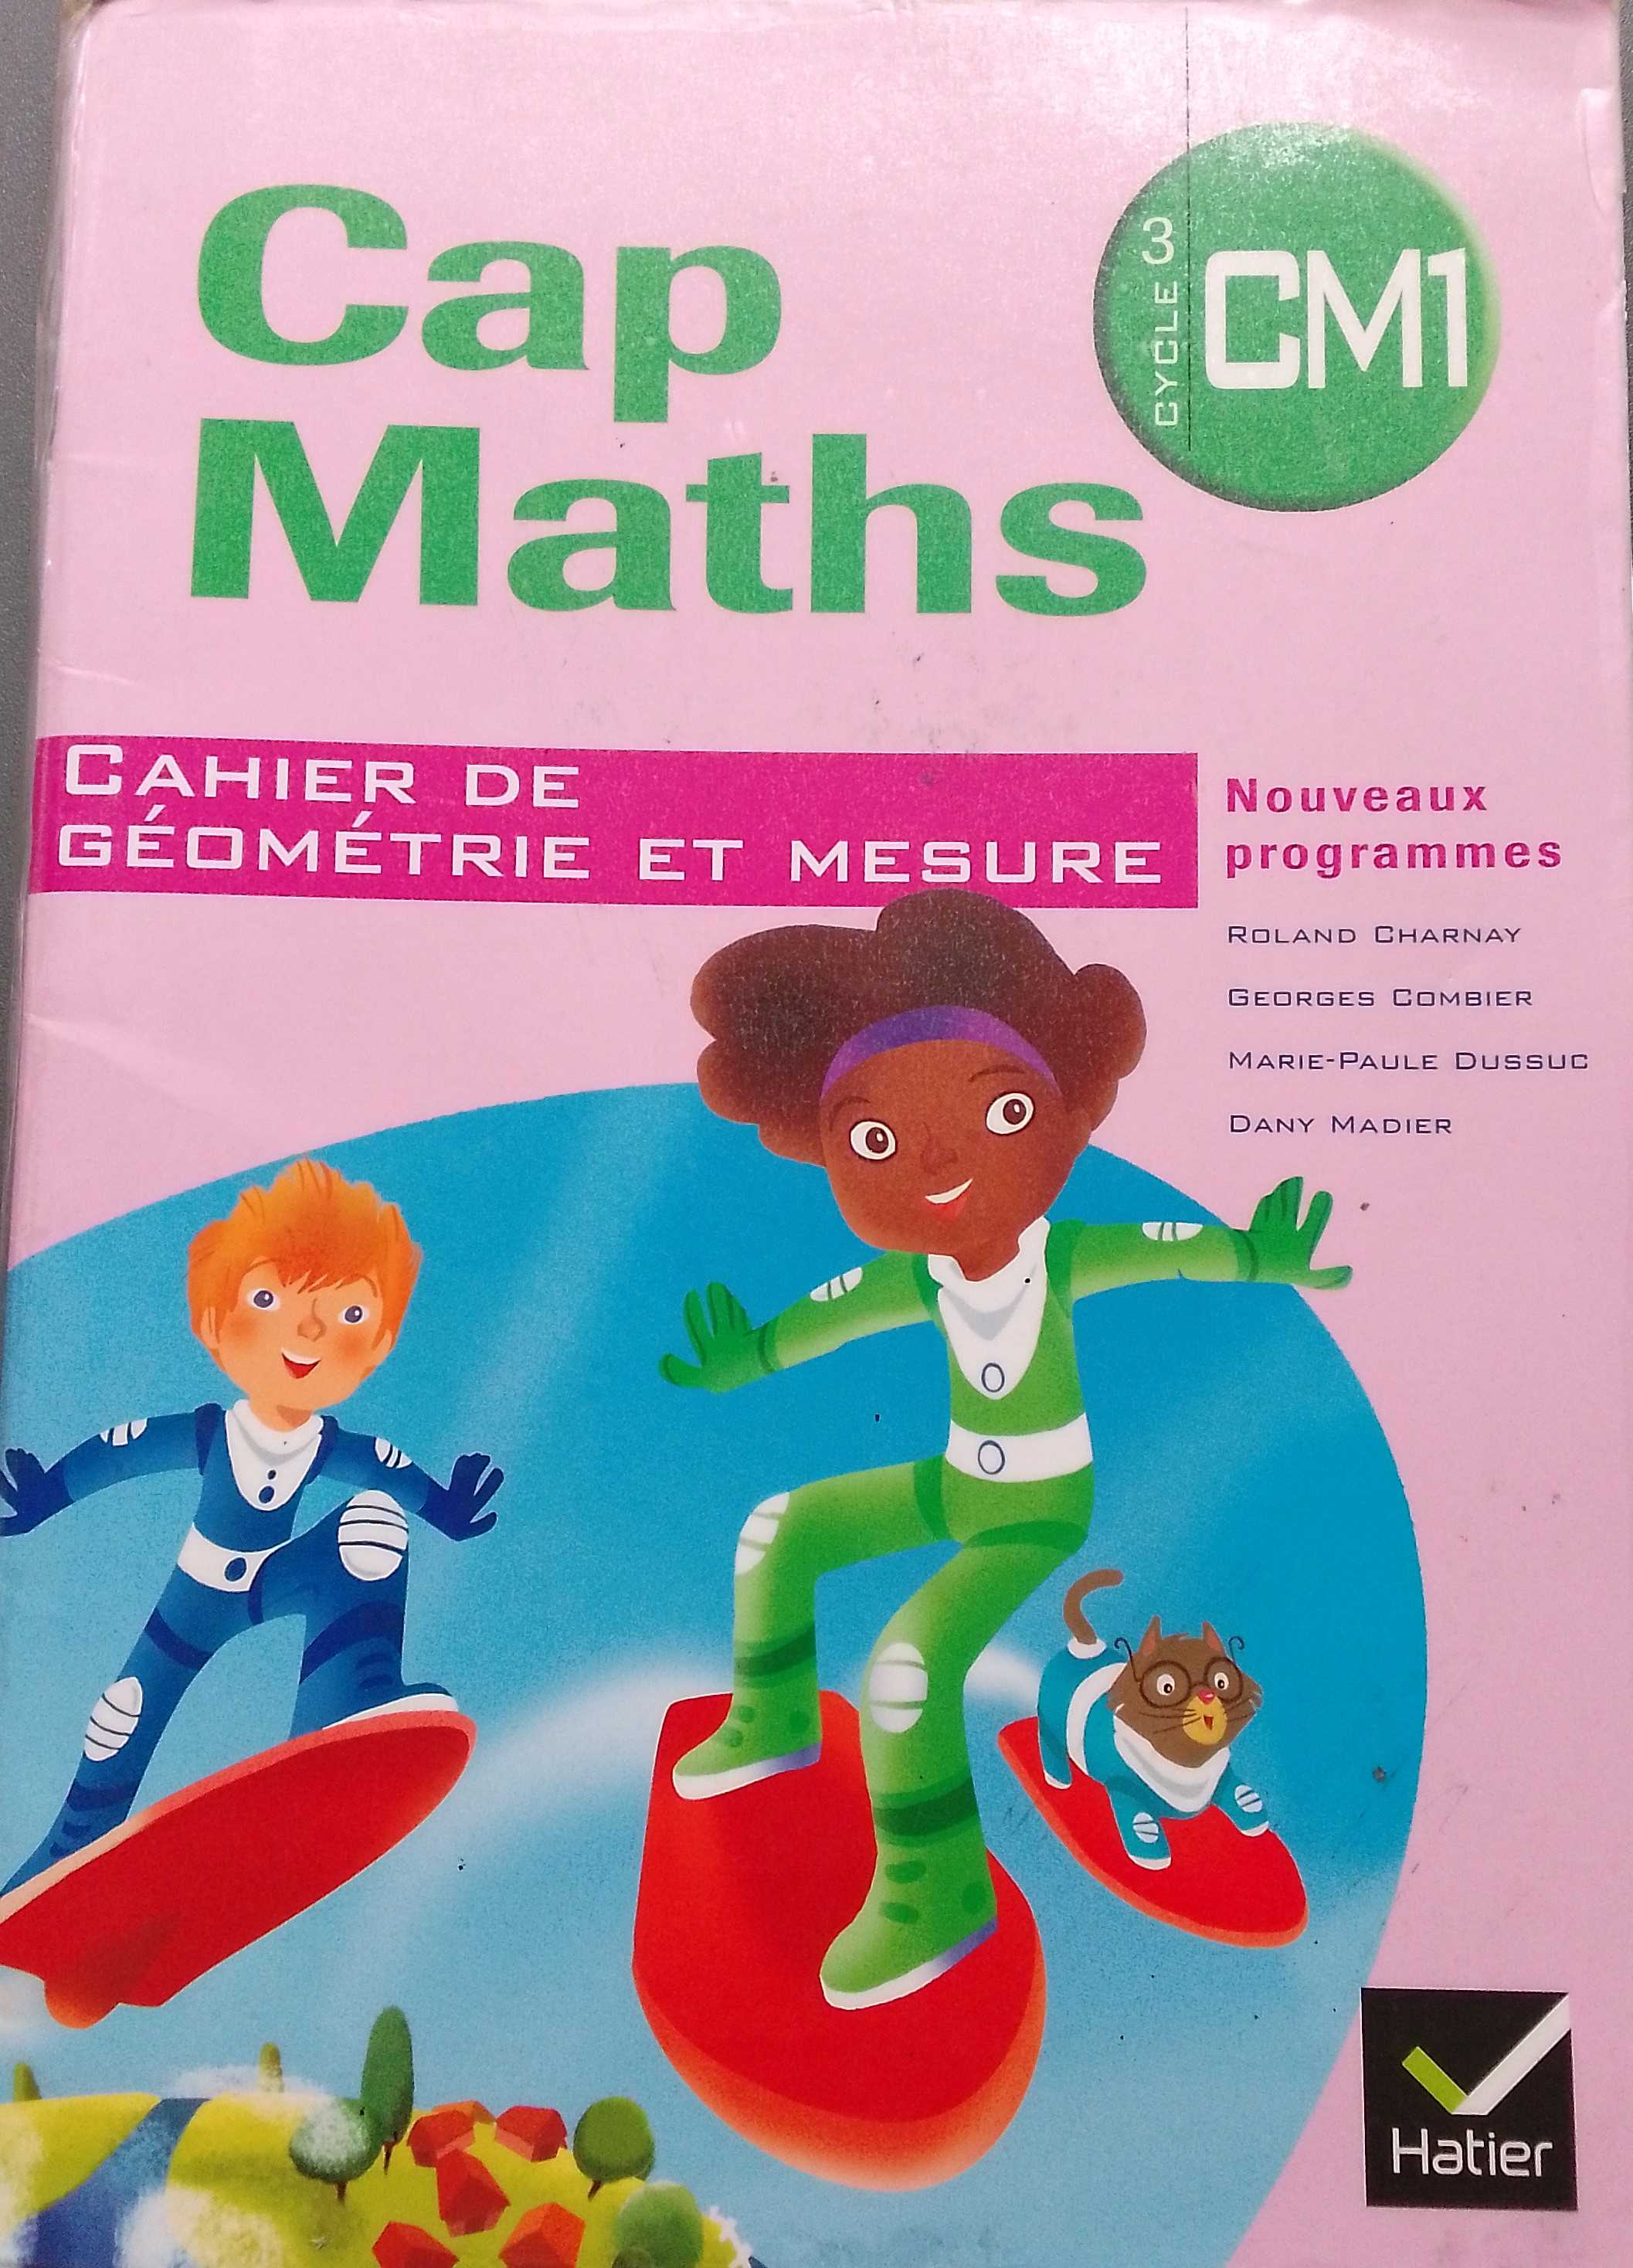 Cap
Maths
CYCLE 3
CM1
CAHIER DE
GÉOMÉTRIE ET MESURE
Nouveaux
programmes
ROLAND CHARNAY
GEORGES COMBIER
MARIE-PAULE DUSSUC
DANY MADIER
Hatier